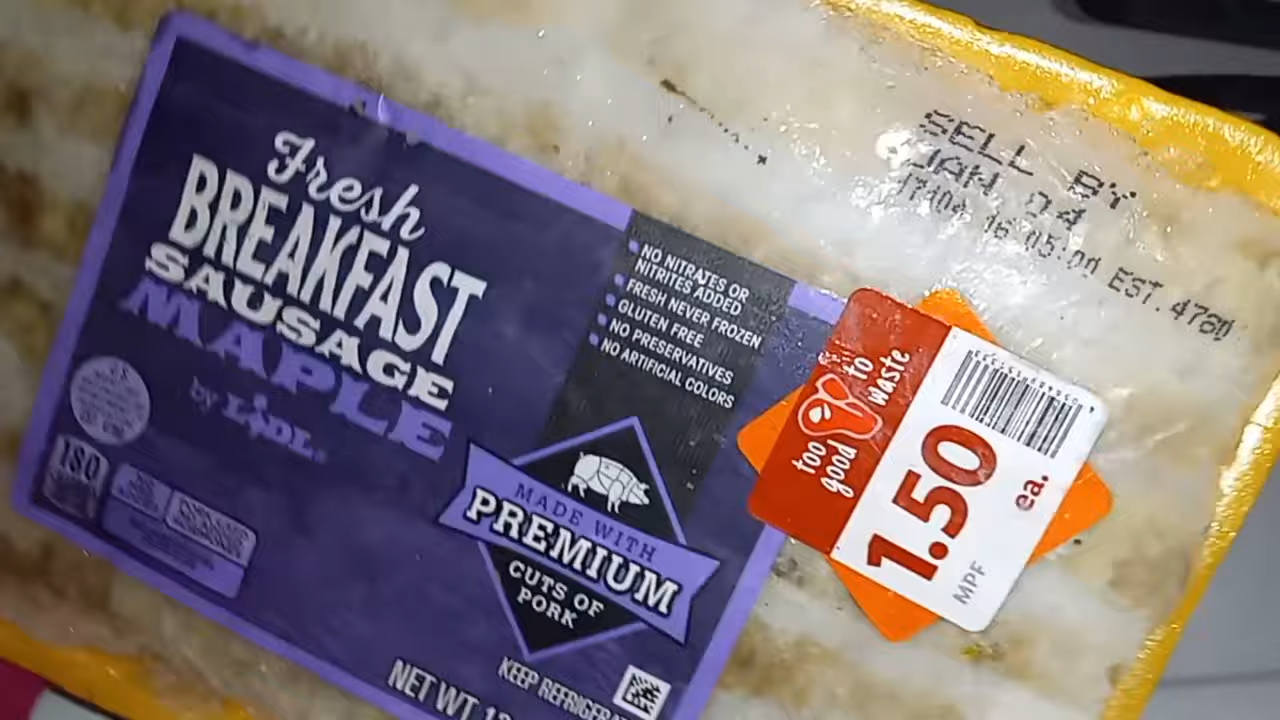 Fresh
BREAKFAST
SAUSAGE
MAPLE
by LiDL.
180
NO NITRATES OR
NITRITES ADDED
FRESH NEVER FROZEN
GLUTEN FREE
NO PRESERVATIVES
NO ARTIFICIAL COLORS
MADE WITH
PREMIUM
CUTS OF
PORK
KEEP
NET WT
SELL BY
JAN 04
EST.
too
good
to
waste
1.50
ea.
MPF